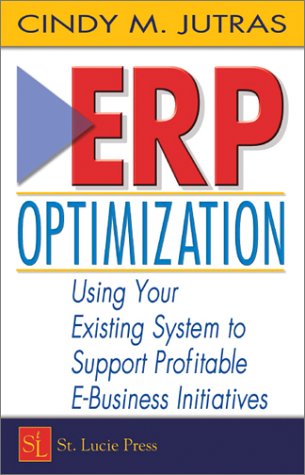 CINDY M. JUTRAS
ERP
OPTIMIZATION
Using Your
Existing System to
Support Profitable
E-Business Initiatives
SL St. Lucie Press